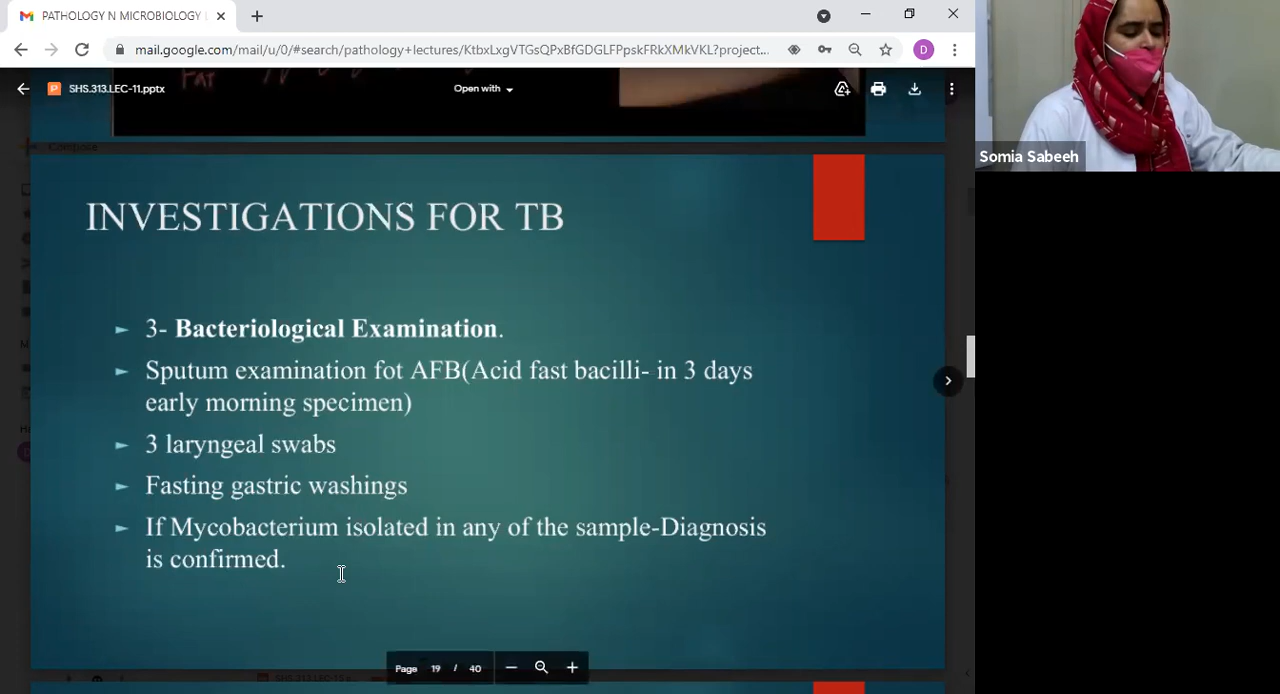 PATHOLOGY N MICROBIOLOGY
mail.google.com/mail/u/0/#search/pathology+lectures/KtbxLxgVTGsQPxBfGDGLFPpskFRkXMkVKL?project...
D
Fat
P
SHS.313.LEC-11.pptx
Open with
Compose
Somia Sabeeh
INVESTIGATIONS FOR TB
3- Bacteriological Examination.
Sputum examination fot AFB(Acid fast bacilli- in 3 days
early morning specimen)
3 laryngeal swabs
Fasting gastric washings
If Mycobacterium isolated in any of the sample-Diagnosis
is confirmed.
Page 19 / 40